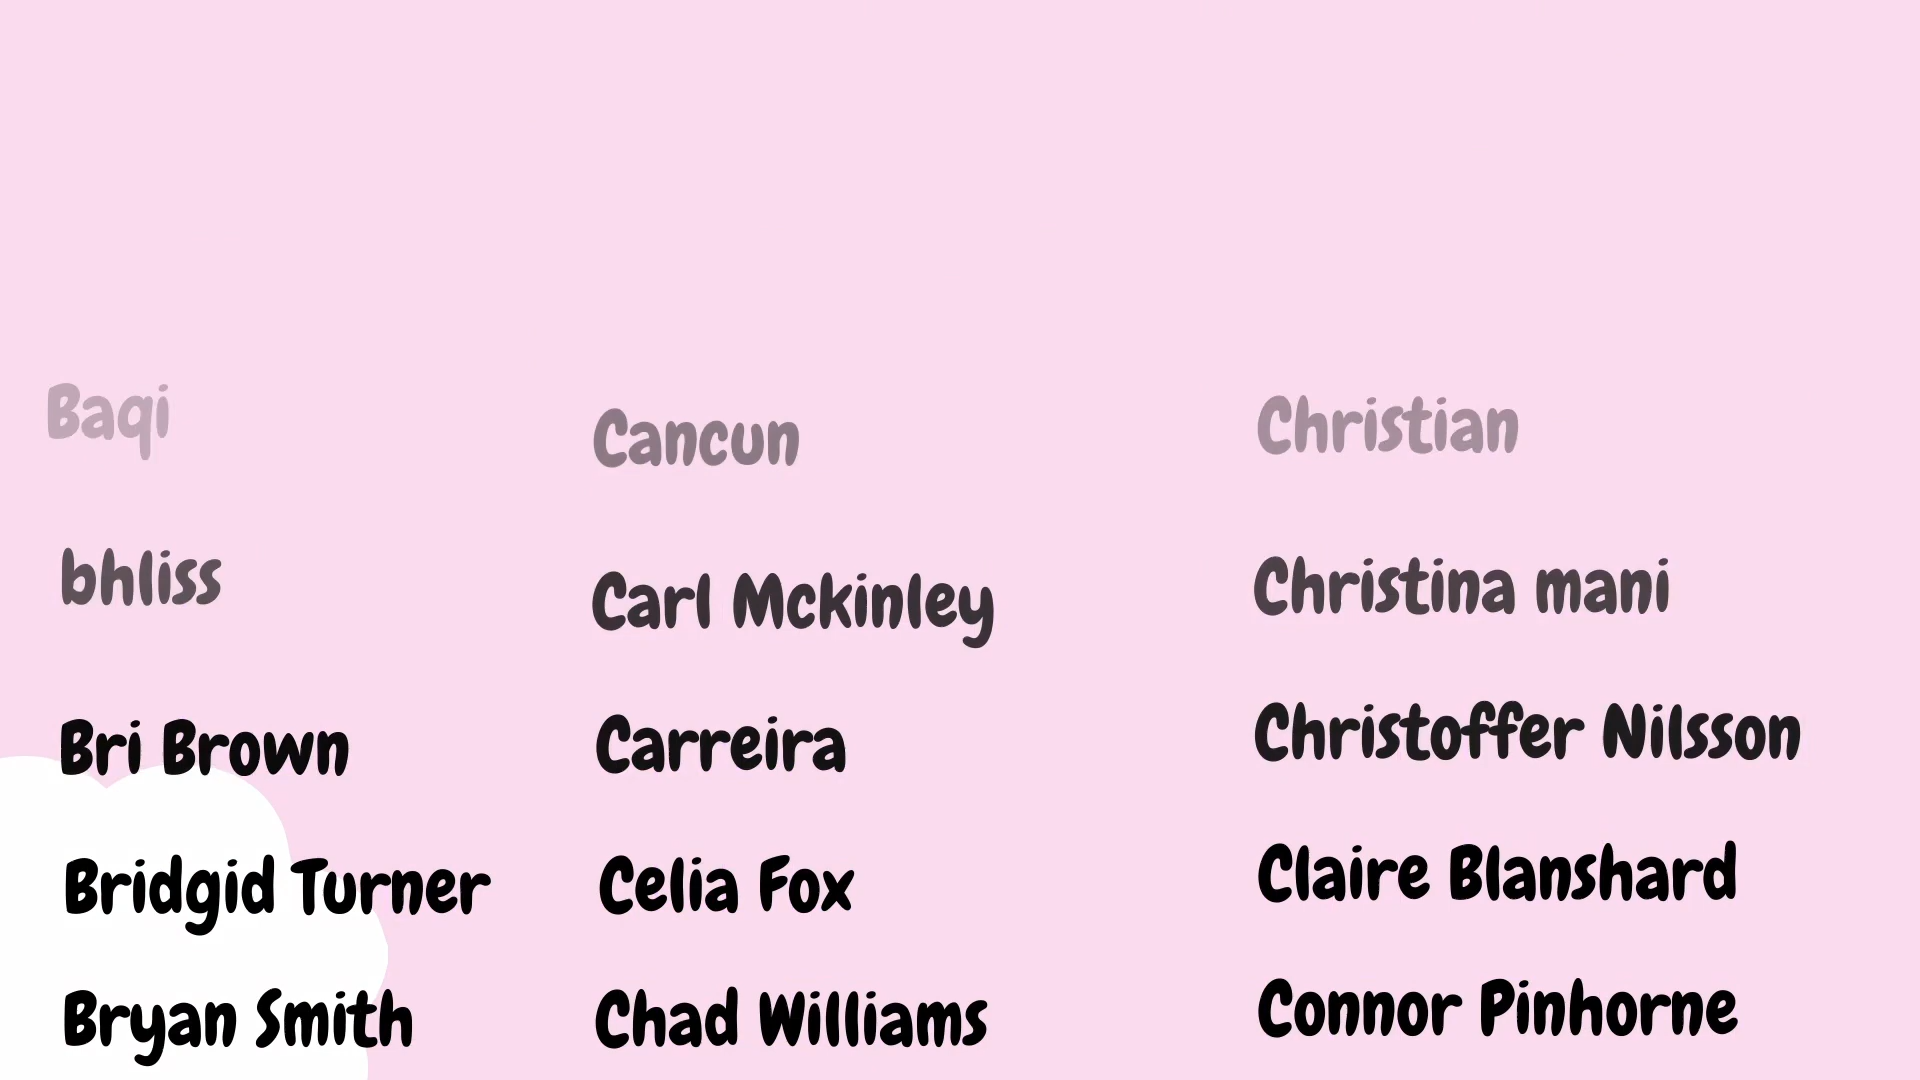 Baqi
bhliss
Bri Brown
Bridgid Turner
Bryan Smith
Cancun
Carl Mckinley
Carreira
Celia Fox
Chad Williams
Christian
Christina mani
Christoffer Nilsson
Claire Blanshard
Connor Pinhorne